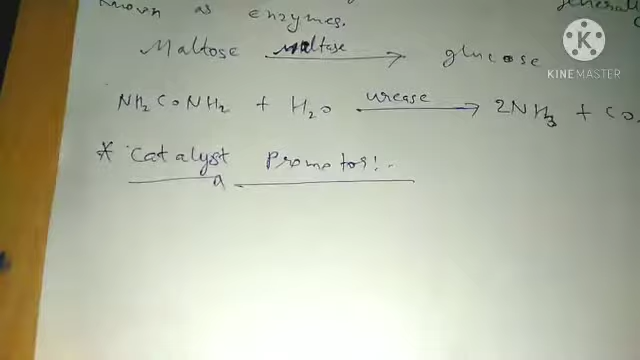 known as enzymes.
Maltose maltase glucose
NH2CONH2 + H2O urease 2NH3 + CO
* Catalyst Promotor:-
KINEMASTER